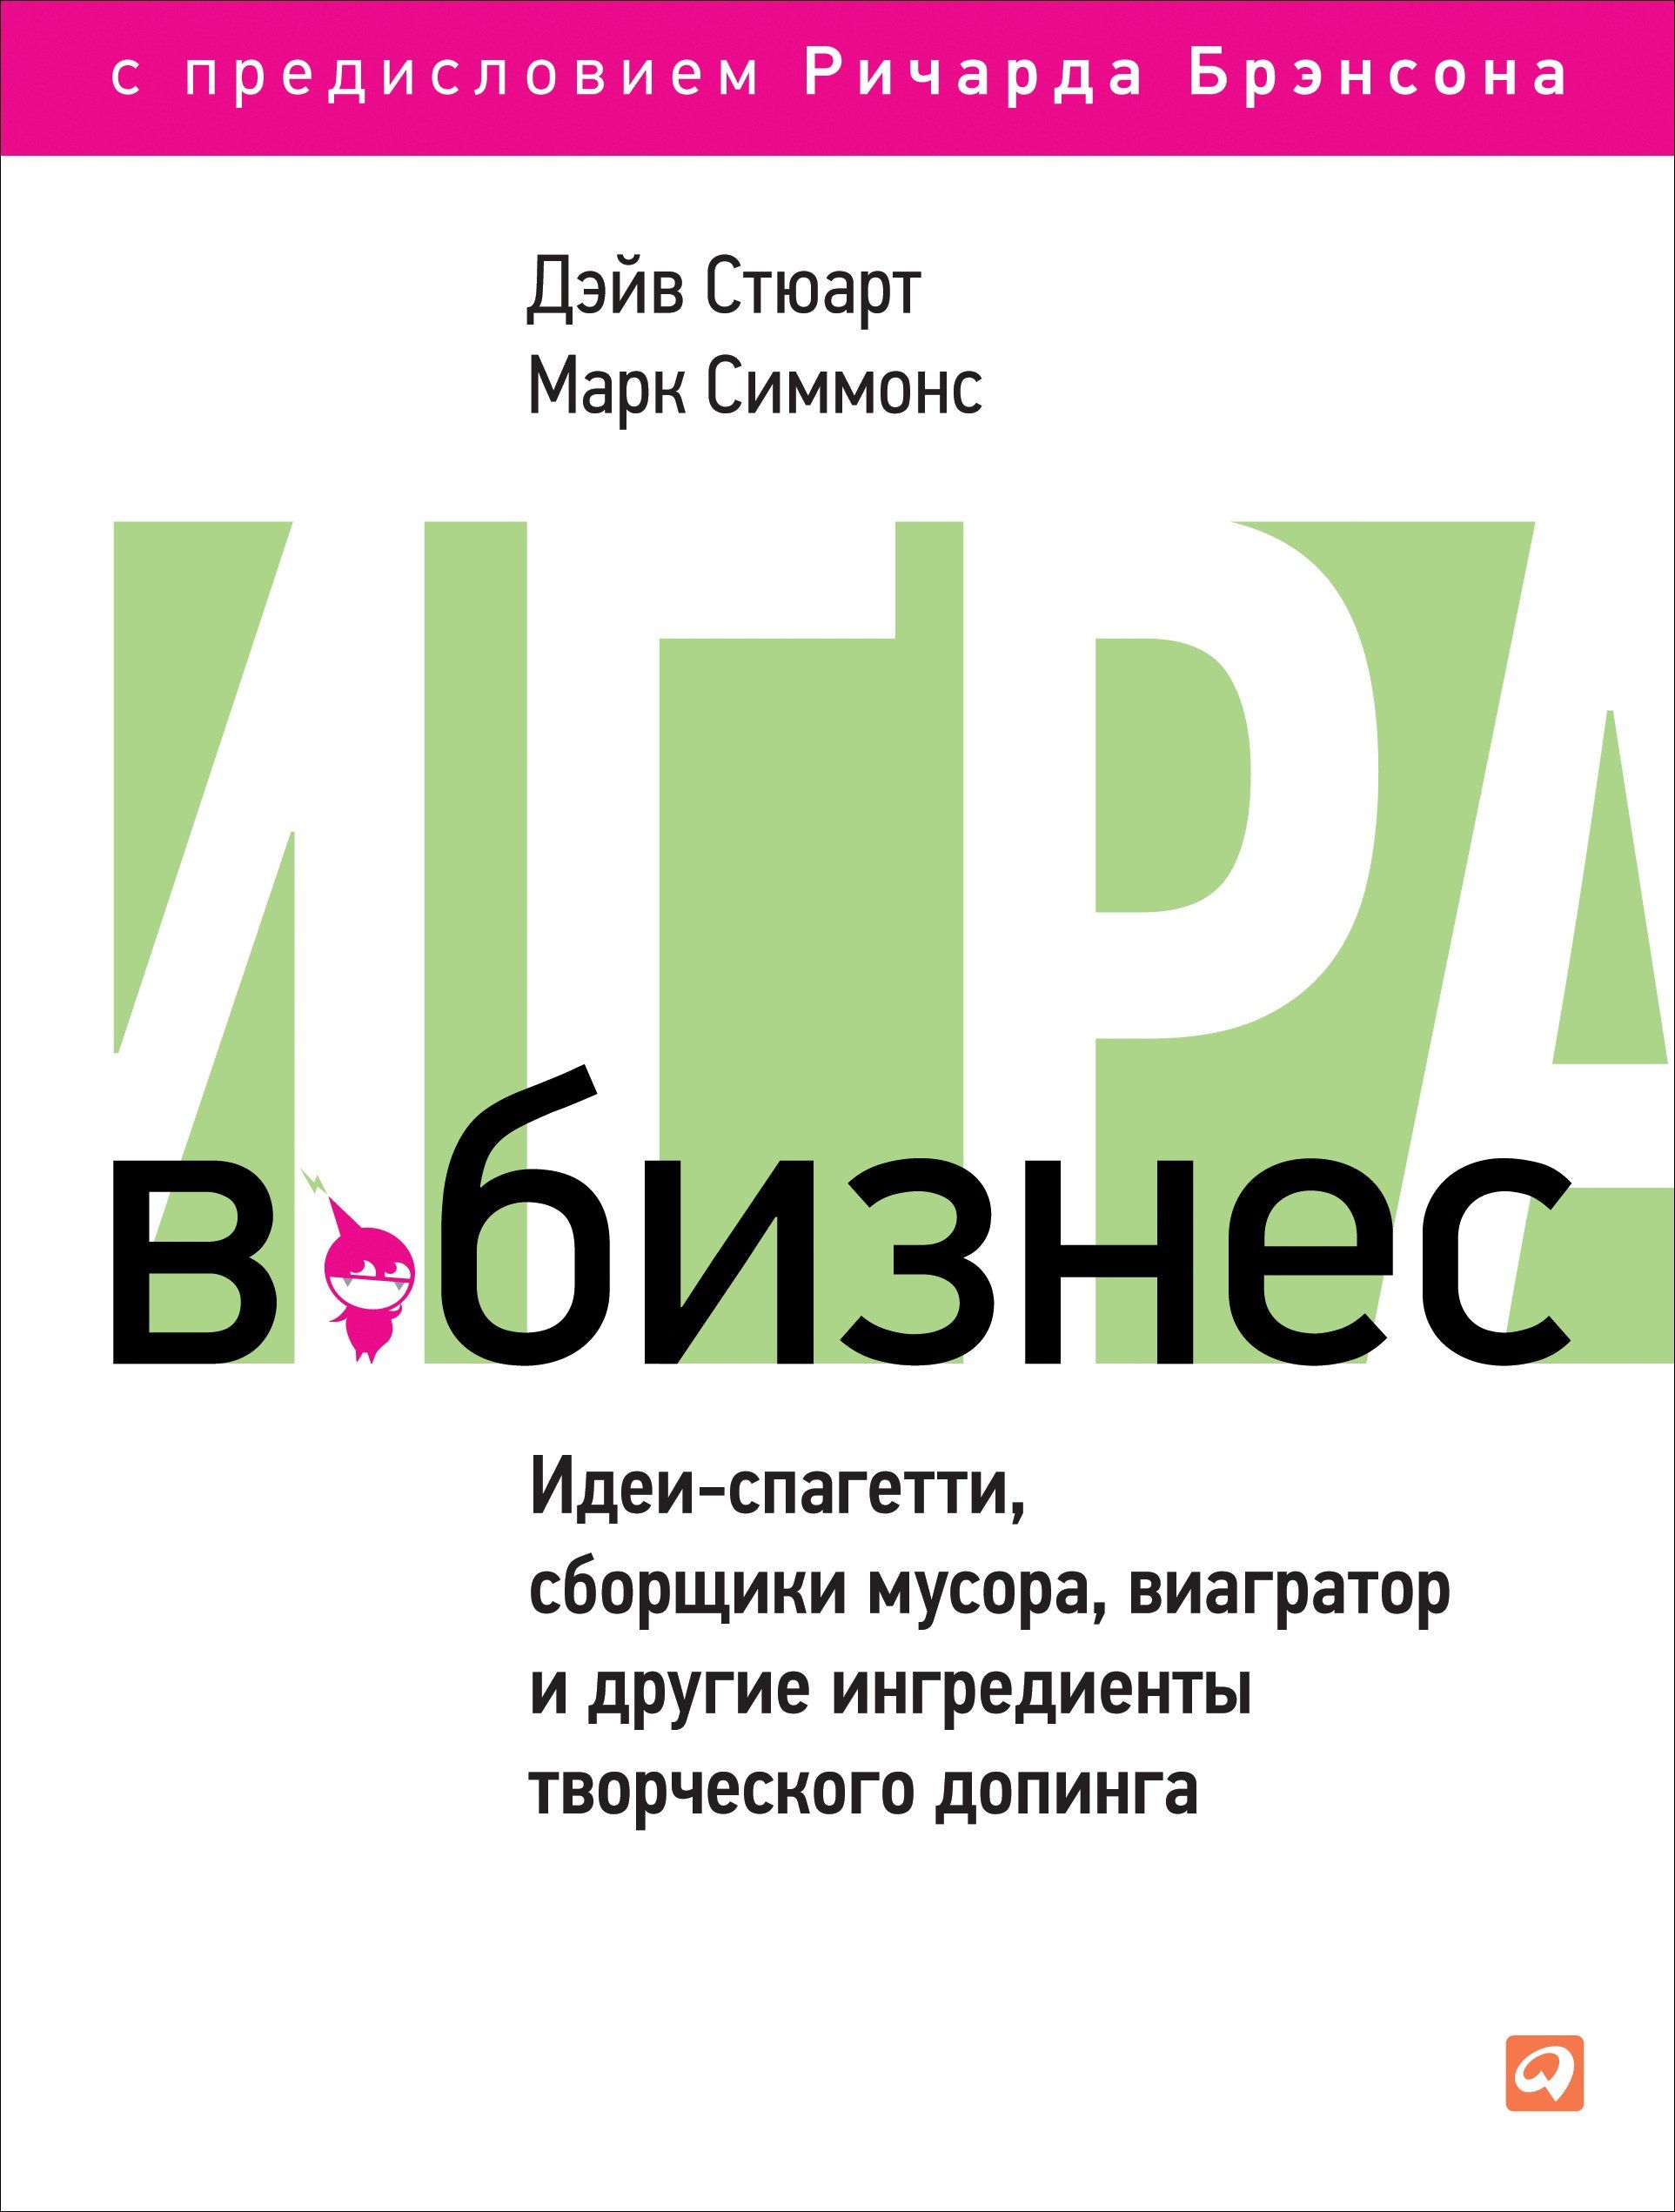 с предисловием Ричарда Брэнсона
Дэйв Стюарт
Марк Симмонс
ИГРА
в бизнес
Идеи-спагетти,
сборщики мусора, виагратор
и другие ингредиенты
творческого допинга